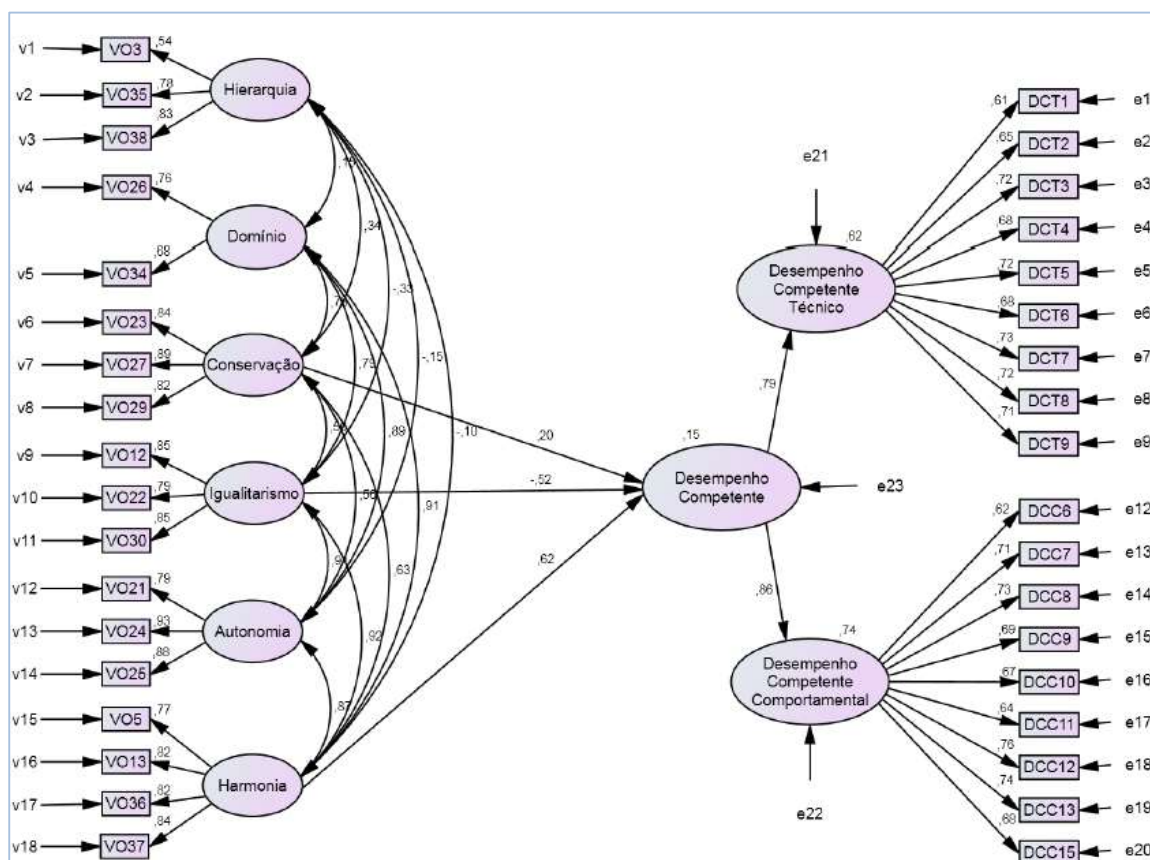 v1 VO3 ,54
v2 VO35 ,78
v3 VO38 ,83
Hierarquia
v4 VO26 ,76
v5 VO34 ,68
Domínio
v6 VO23 ,84
v7 VO27 ,89
v8 VO29 ,82
Conservação
v9 VO12 ,85
v10 VO22 ,79
v11 VO30 ,85
Igualitarismo
v12 VO21 ,79
v13 VO24 ,93
v14 VO25 ,88
Autonomia
v15 VO5 ,77
v16 VO13 ,82
v17 VO36 ,82
v18 VO37 ,84
Harmonia
,34
-,33
-,15
-,10
,79
,89
,91
,56
,63
,92
,87
,20
-,52
,62
,15
Desempenho
Competente
e23
,79
,86
e21
,62
Desempenho
Competente
Técnico
,74
Desempenho
Competente
Comportamental
e22
,61 DCT1 e1
,65 DCT2 e2
,72 DCT3 e3
,68 DCT4 e4
,72 DCT5 e5
,68 DCT6 e6
,73 DCT7 e7
,72 DCT8 e8
,71 DCT9 e9
,62 DCC6 e12
,71 DCC7 e13
,73 DCC8 e14
,69 DCC9 e15
,67 DCC10 e16
,64 DCC11 e17
,76 DCC12 e18
,74 DCC13 e19
,68 DCC15 e20